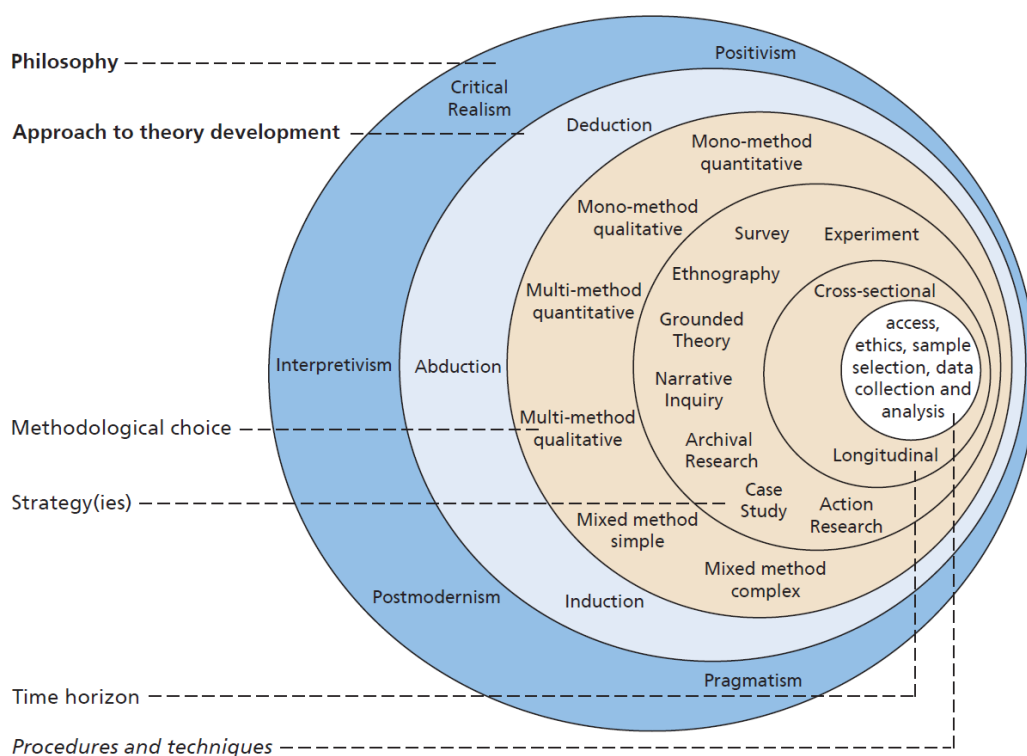 Philosophy
Approach to theory development
Methodological choice
Strategy(ies)
Time horizon
Procedures and techniques
Positivism
Critical
Realism
Interpretivism
Postmodernism
Pragmatism
Deduction
Abduction
Induction
Mono-method
quantitative
Mono-method
qualitative
Multi-method
quantitative
Multi-method
qualitative
Mixed method
simple
Mixed method
complex
Survey
Experiment
Ethnography
Grounded
Theory
Narrative
Inquiry
Archival
Research
Case
Study
Action
Research
Cross-sectional
Longitudinal
access,
ethics, sample
selection, data
collection and
analysis